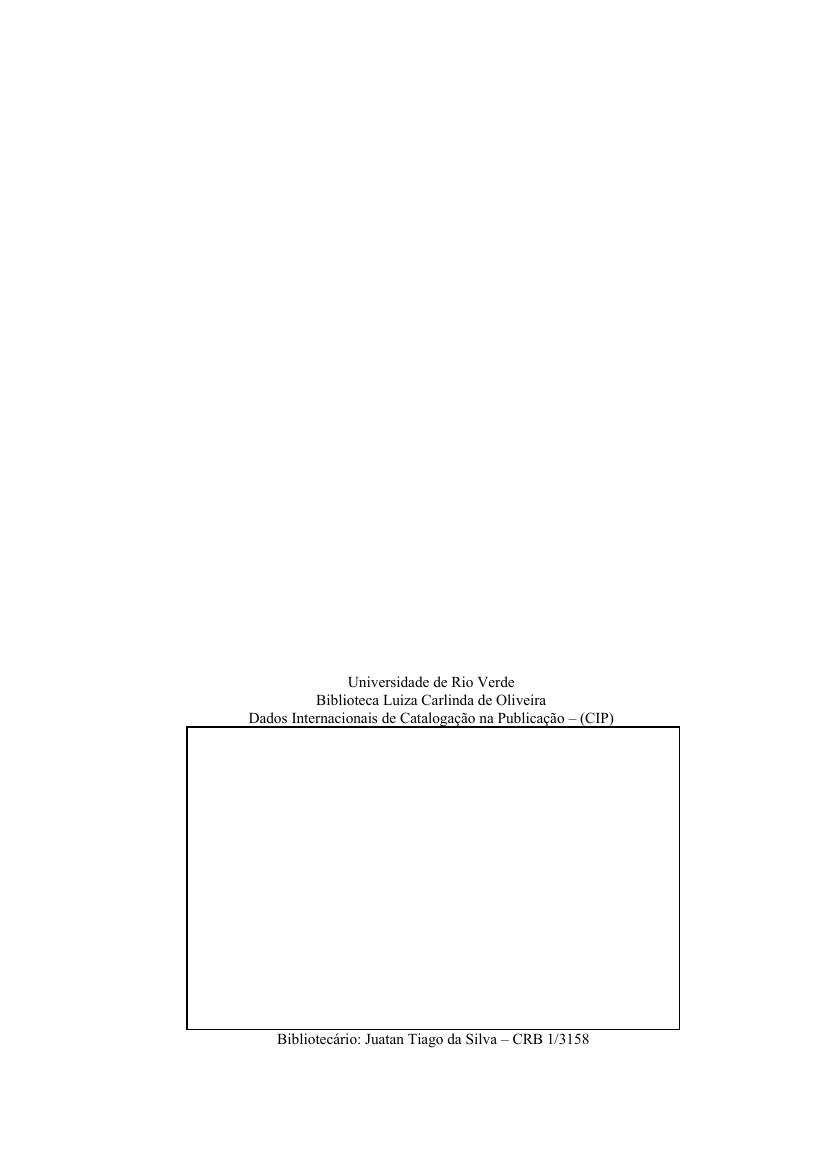 Universidade de Rio Verde
Biblioteca Luiza Carlinda de Oliveira
Dados Internacionais de Catalogação na Publicação – (CIP)
Bibliotecário: Juatan Tiago da Silva – CRB 1/3158